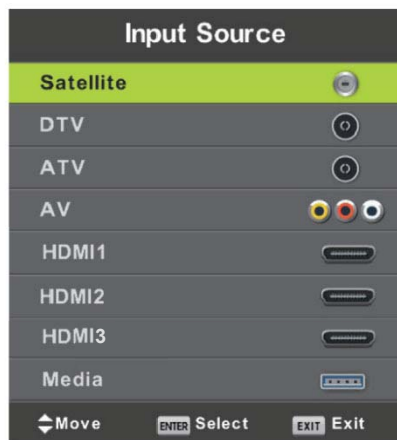 Input Source
Satellite
DTV
ATV
AV
HDMI1
HDMI2
HDMI3
Media
Move ENTER Select EXIT Exit